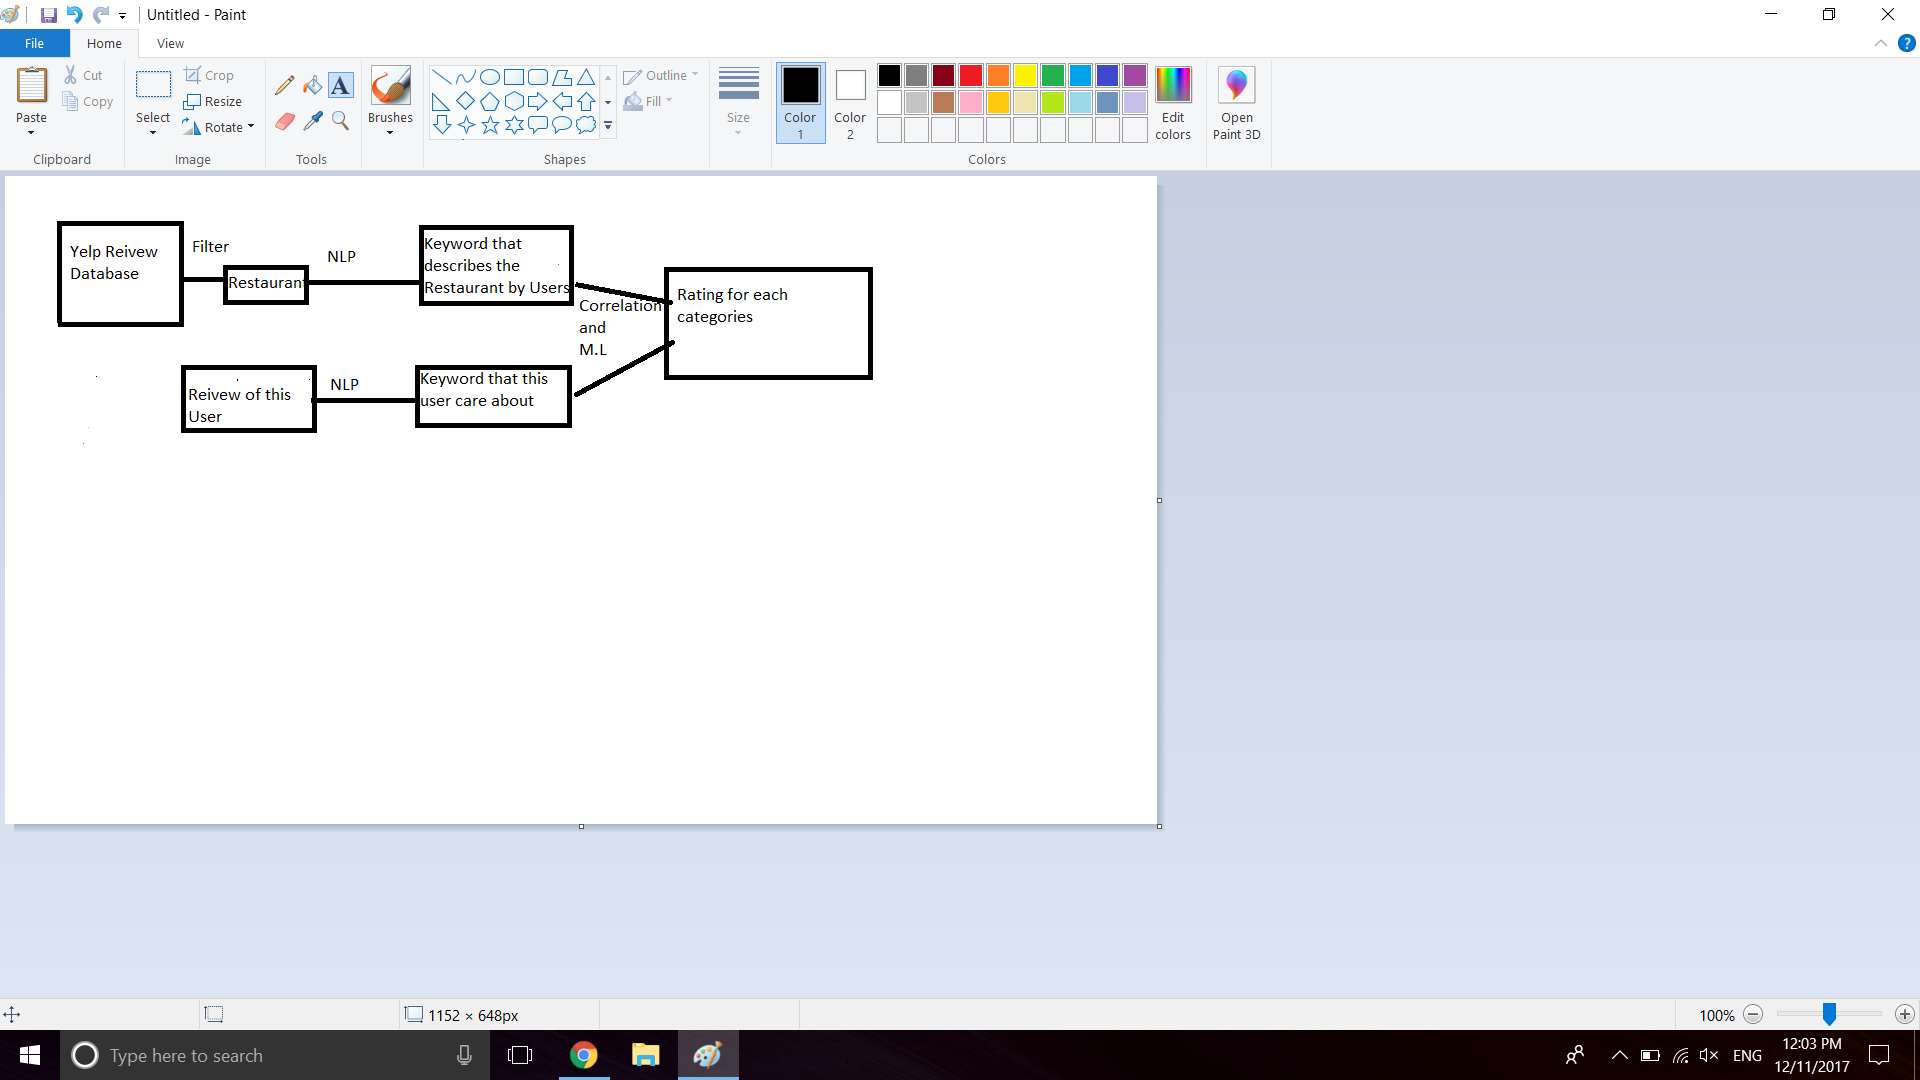 Untitled - Paint
File Home View
Paste
Cut
Copy
Clipboard
Select
Crop
Resize
Rotate
Image
A
Tools
Brushes
Shapes
Outline
Fill
Size
Color
1
Color
2
Colors
Edit
colors
Open
Paint 3D
?
Yelp Reivew
Database
Filter
Restaurant
NLP
Keyword that
describes the
Restaurant by Users
Correlation
and
M.L
Rating for each
categories
Reivew of this
User
NLP
Keyword that this
user care about
1152 × 648px
100%
Type here to search
ENG
12:03 PM
12/11/2017